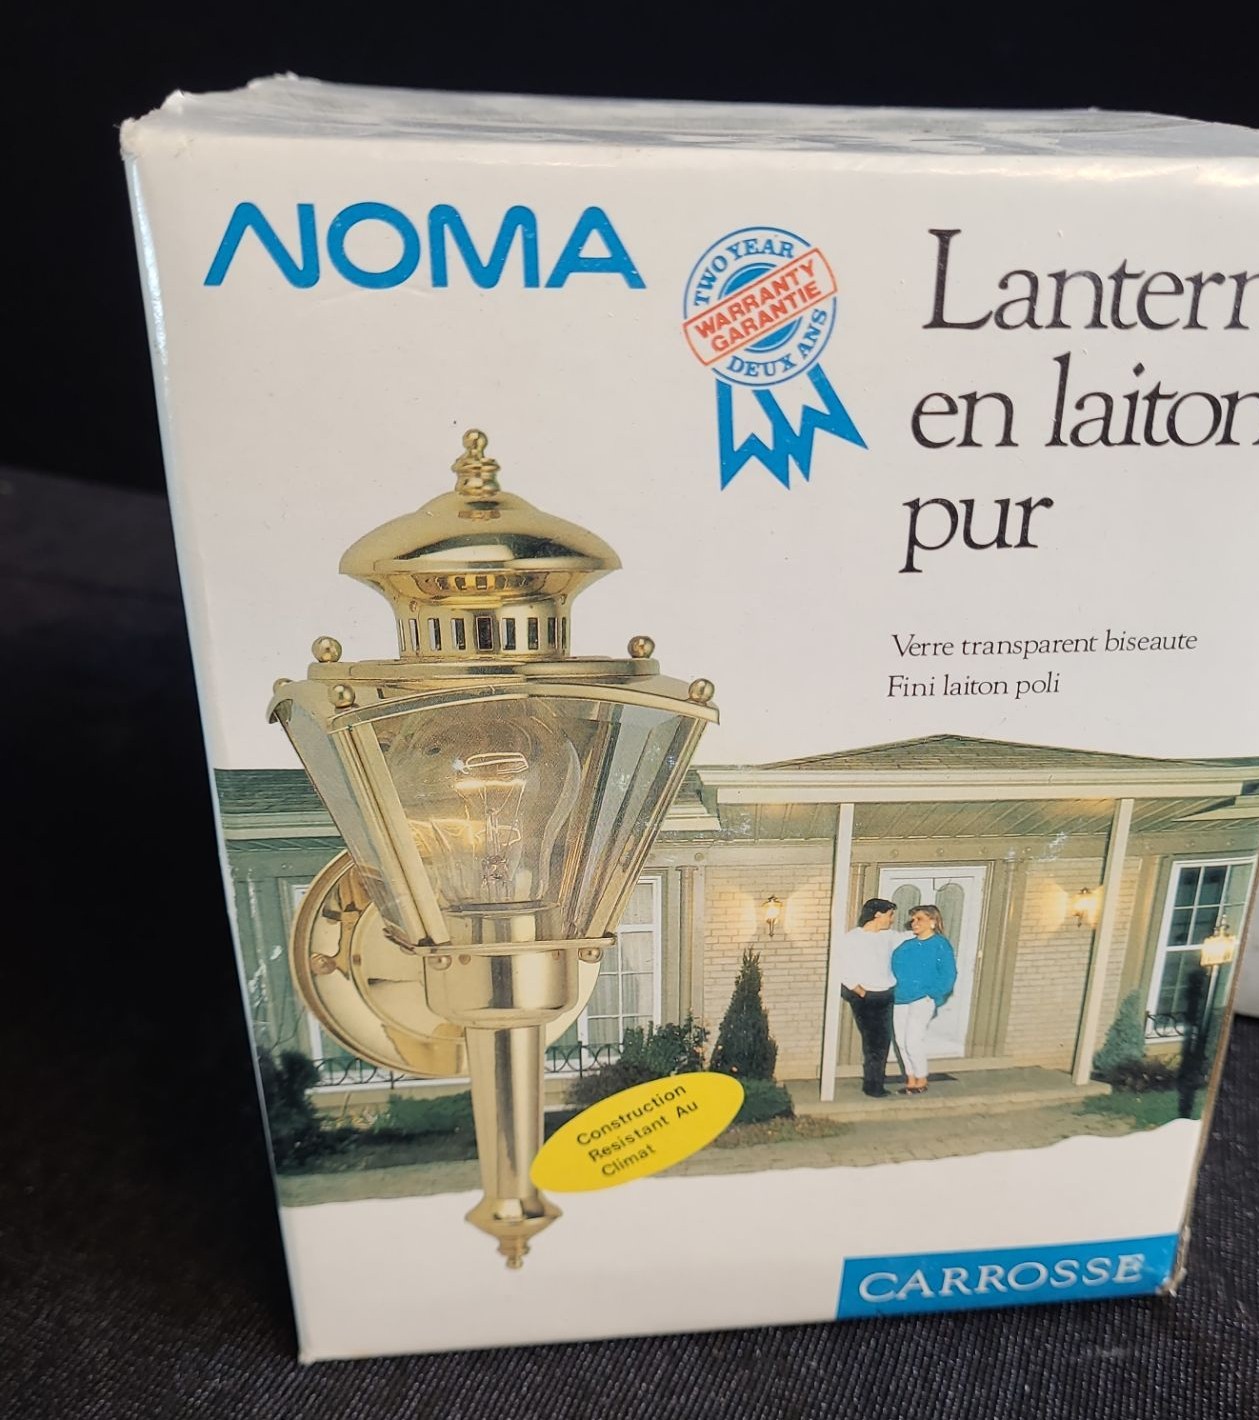 NOMA
TWO YEAR
WARRANTY
GARANTIE
DEUX ANS
Lantern
en laiton
pur
Verre transparent biseaute
Fini laiton poli
Construction
Resistant Au
Climat
CARROSSE